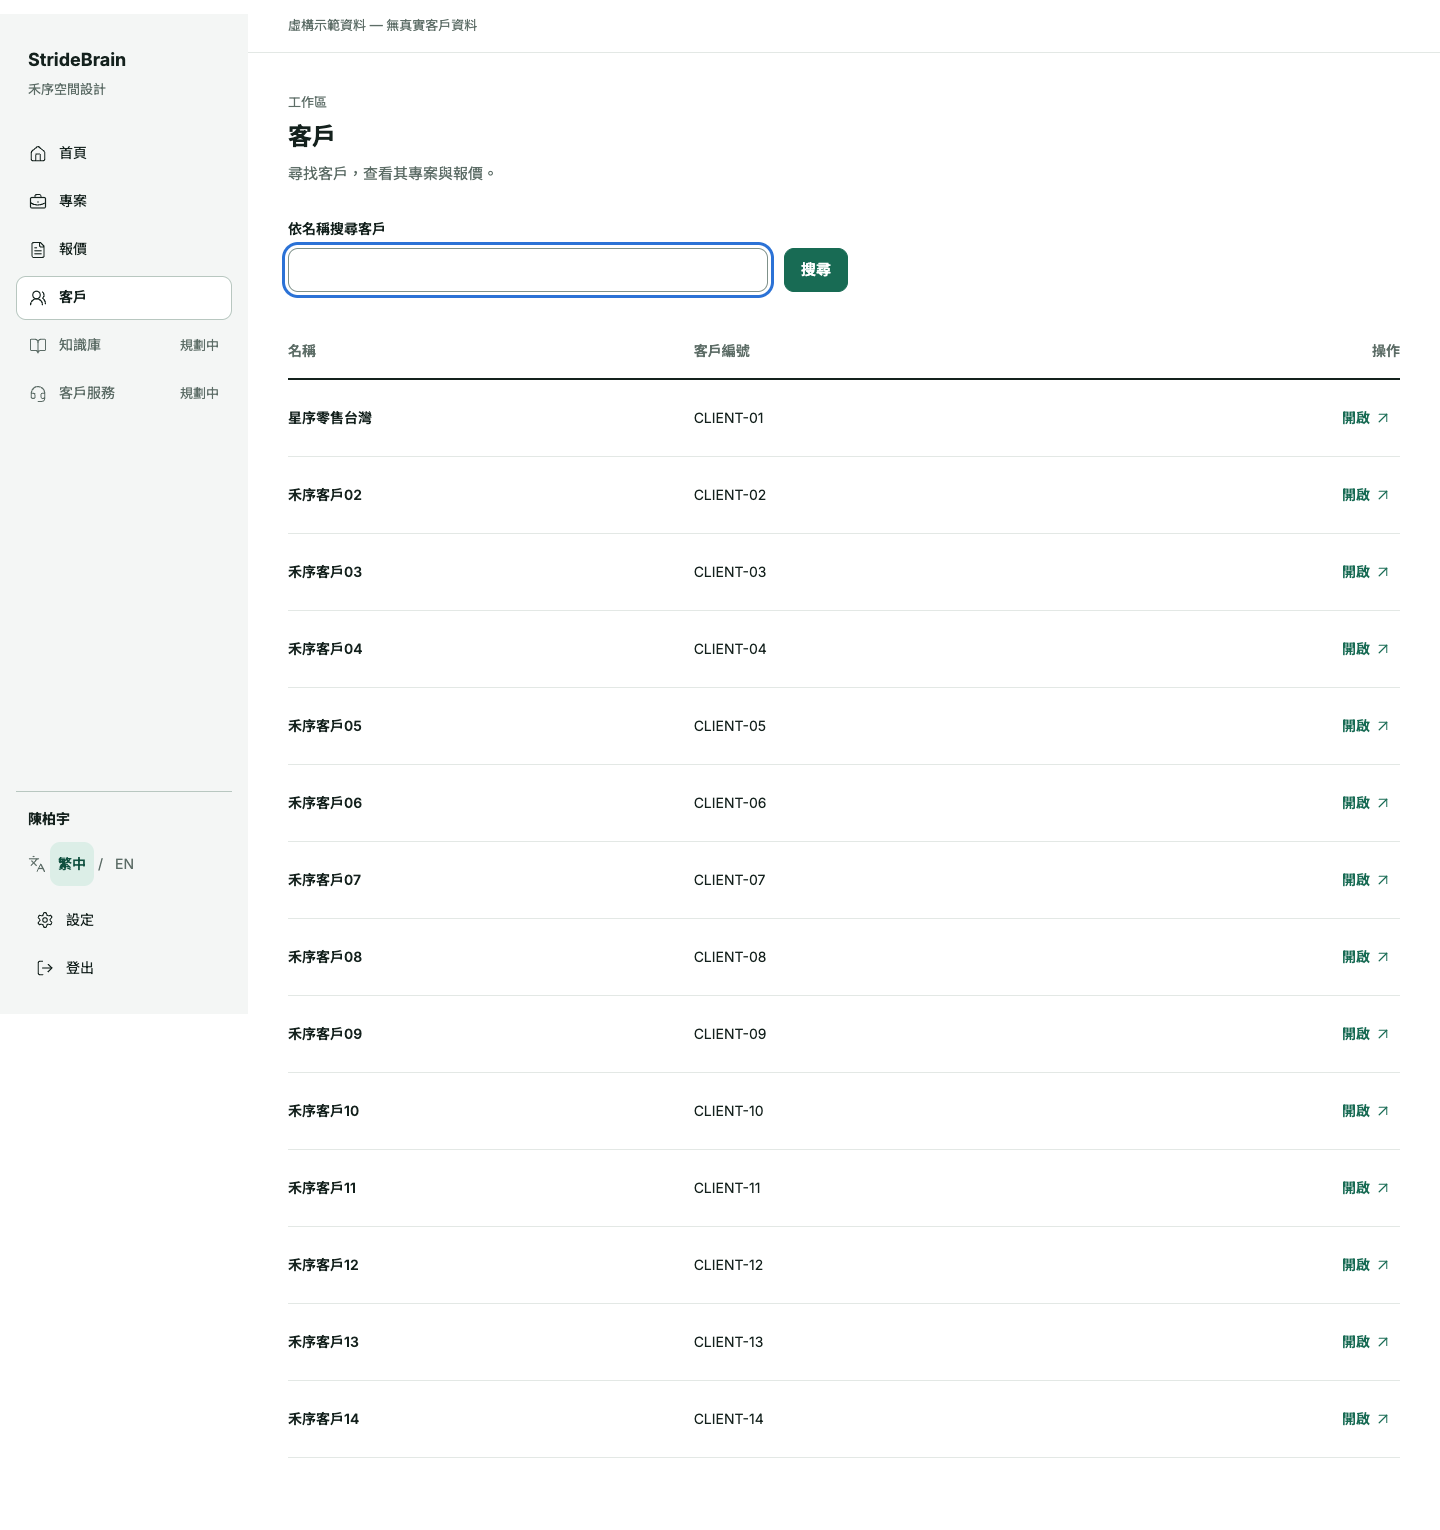 虛構示範資料 — 無真實客戶資料
StrideBrain
禾序空間設計
首頁
專案
報價
客戶
知識庫 規劃中
客戶服務 規劃中
陳柏宇
繁中 / EN
設定
登出
工作區
客戶
尋找客戶，查看其專案與報價。
依名稱搜尋客戶
搜尋
名稱 客戶編號 操作
星序零售台灣 CLIENT-01 開啟
禾序客戶02 CLIENT-02 開啟
禾序客戶03 CLIENT-03 開啟
禾序客戶04 CLIENT-04 開啟
禾序客戶05 CLIENT-05 開啟
禾序客戶06 CLIENT-06 開啟
禾序客戶07 CLIENT-07 開啟
禾序客戶08 CLIENT-08 開啟
禾序客戶09 CLIENT-09 開啟
禾序客戶10 CLIENT-10 開啟
禾序客戶11 CLIENT-11 開啟
禾序客戶12 CLIENT-12 開啟
禾序客戶13 CLIENT-13 開啟
禾序客戶14 CLIENT-14 開啟